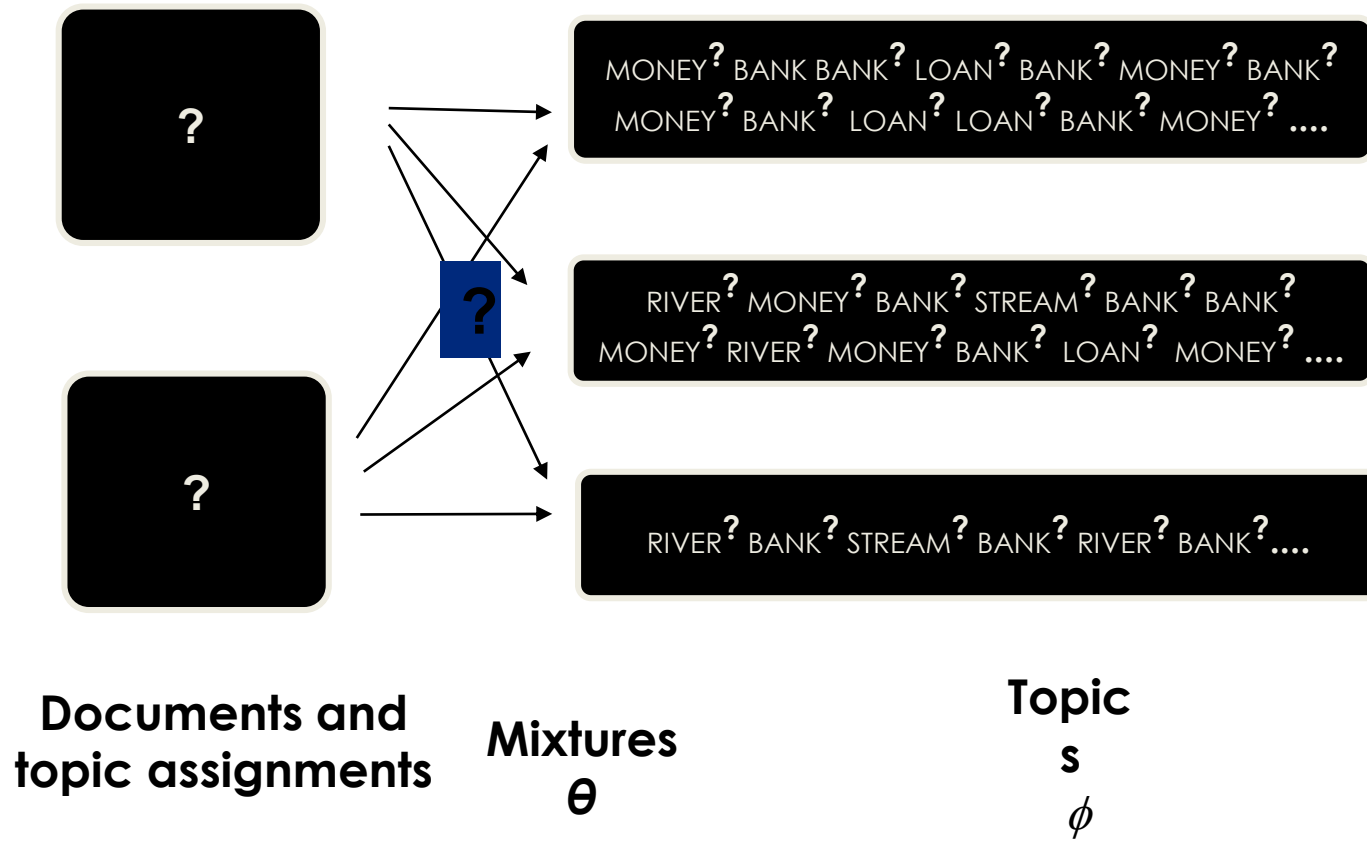 ?
MONEY? BANK BANK? LOAN? BANK? MONEY? BANK?
MONEY? BANK? LOAN? LOAN? BANK? MONEY? ....
?
RIVER? MONEY? BANK? STREAM? BANK? BANK?
MONEY? RIVER? MONEY? BANK? LOAN? MONEY? ....
?
RIVER? BANK? STREAM? BANK? RIVER? BANK?....
Documents and
topic assignments
Mixtures
θ
Topic
s
ϕ